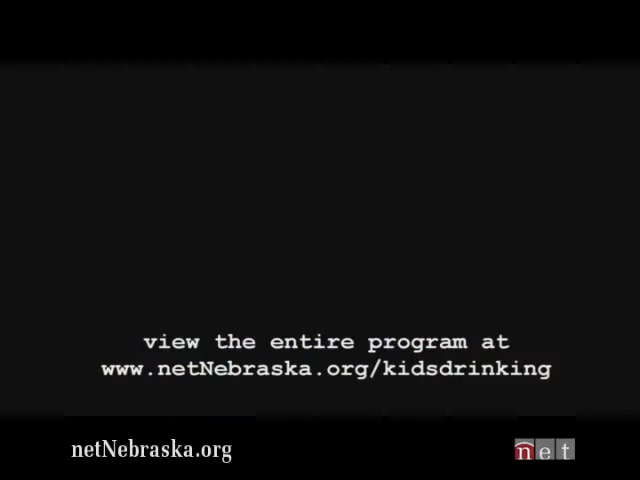 view the entire program at
www.netNebraska.org/kidsdrinking
netNebraska.org
net